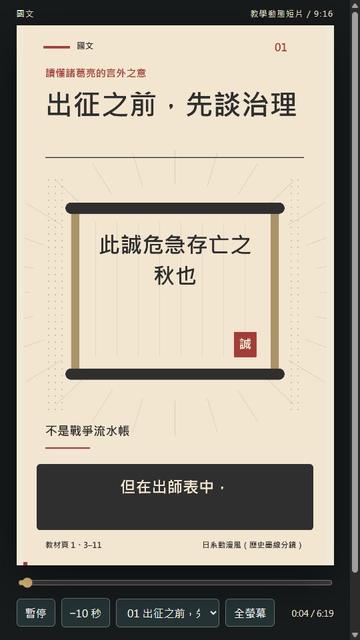 國文
教學動態短片 / 9:16
國文
01
讀懂諸葛亮的言外之意
出征之前，先談治理
此誠危急存亡之
秋也
誠
不是戰爭流水帳
但在出師表中，
教材頁 1、3–11
日系動漫風（歷史墨線分鏡）
暫停
−10 秒
01 出征之前，先
全螢幕
0:04 / 6:19